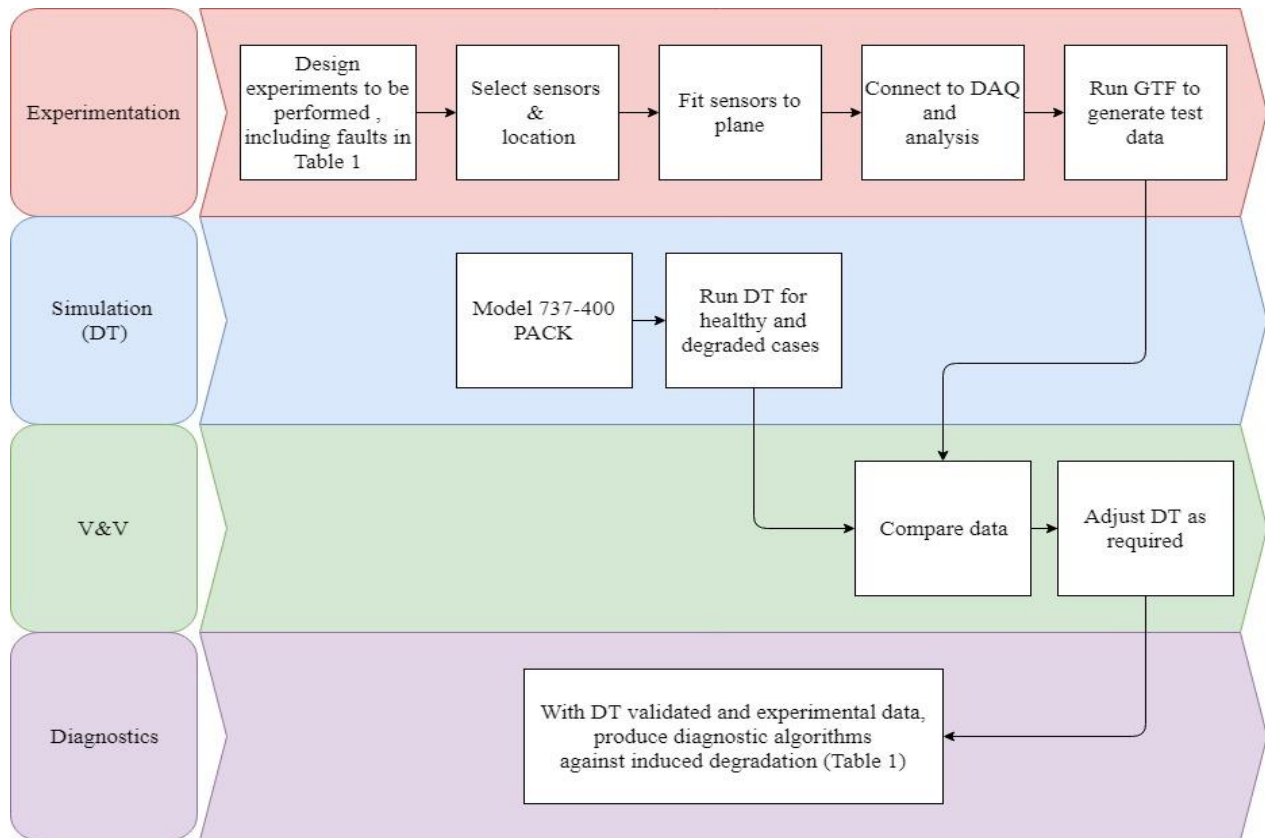 Experimentation
Design
experiments to be
performed ,
including faults in
Table 1
Select sensors
&
location
Fit sensors to
plane
Connect to DAQ
and
analysis
Run GTF to
generate test
data
Simulation
(DT)
Model 737-400
PACK
Run DT for
healthy and
degraded cases
V&V
Compare data
Adjust DT as
required
Diagnostics
With DT validated and experimental data,
produce diagnostic algorithms
against induced degradation (Table 1)